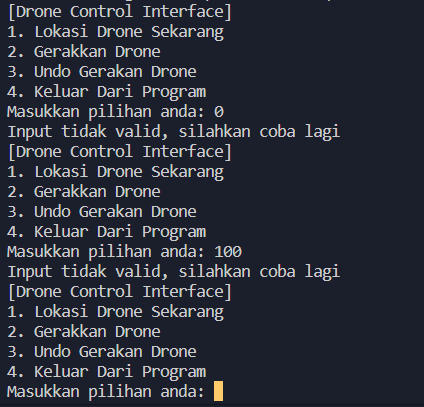 [Drone Control Interface]
1. Lokasi Drone Sekarang
2. Gerakkan Drone
3. Undo Gerakan Drone
4. Keluar Dari Program
Masukkan pilihan anda: 0
Input tidak valid, silahkan coba lagi
[Drone Control Interface]
1. Lokasi Drone Sekarang
2. Gerakkan Drone
3. Undo Gerakan Drone
4. Keluar Dari Program
Masukkan pilihan anda: 100
Input tidak valid, silahkan coba lagi
[Drone Control Interface]
1. Lokasi Drone Sekarang
2. Gerakkan Drone
3. Undo Gerakan Drone
4. Keluar Dari Program
Masukkan pilihan anda: